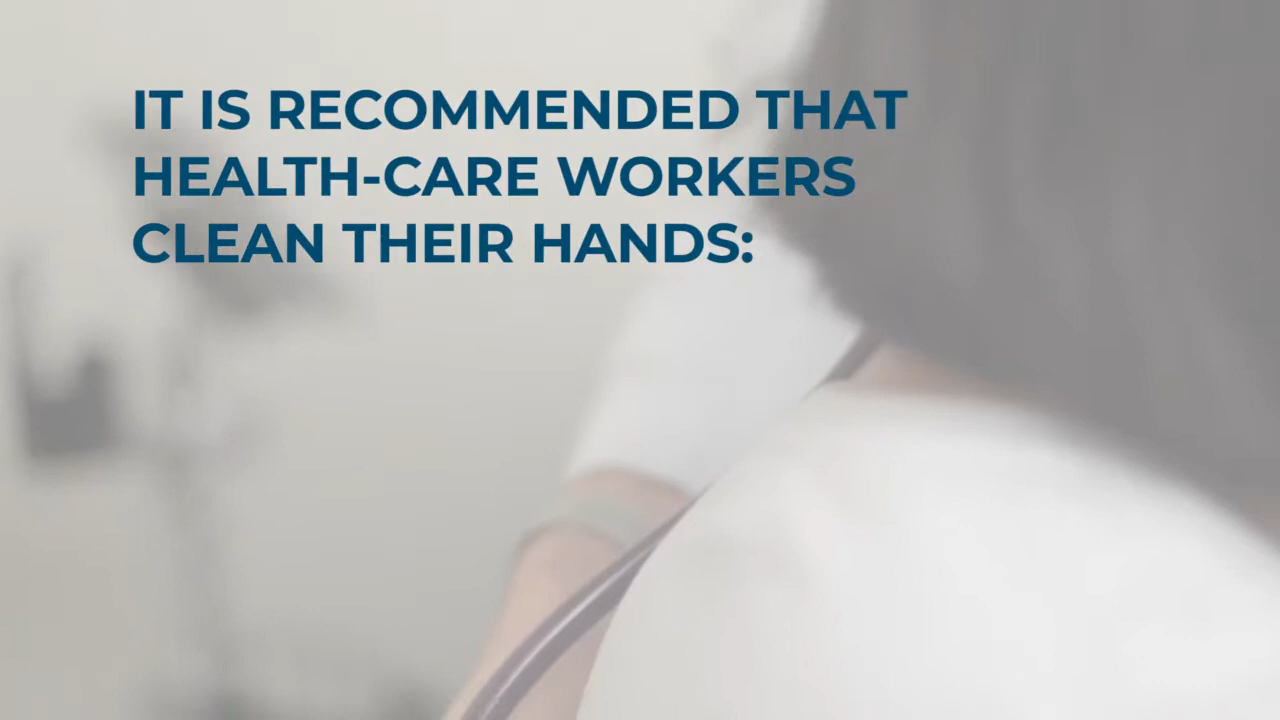 IT IS RECOMMENDED THAT
HEALTH-CARE WORKERS
CLEAN THEIR HANDS: